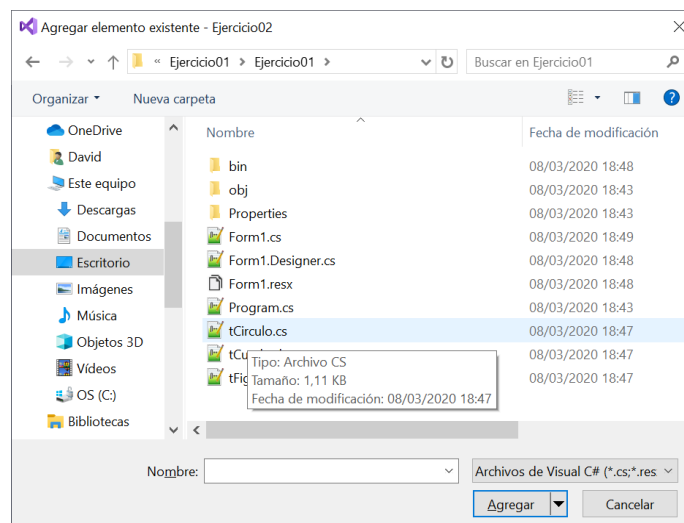 Agregar elemento existente - Ejercicio02
« Ejercicio01 > Ejercicio01 >
Buscar en Ejercicio01
Organizar
Nueva carpeta
OneDrive
David
Este equipo
Descargas
Documentos
Escritorio
Imágenes
Música
Objetos 3D
Vídeos
OS (C:)
Bibliotecas
Nombre Fecha de modificación
bin 08/03/2020 18:48
obj 08/03/2020 18:43
Properties 08/03/2020 18:43
Form1.cs 08/03/2020 18:49
Form1.Designer.cs 08/03/2020 18:48
Form1.resx 08/03/2020 18:48
Program.cs 08/03/2020 18:43
tCirculo.cs 08/03/2020 18:47
08/03/2020 18:47
08/03/2020 18:47
Tipo: Archivo CS
Tamaño: 1,11 KB
Fecha de modificación: 08/03/2020 18:47
Nombre:
Archivos de Visual C# (*.cs;*.res
Agregar
Cancelar